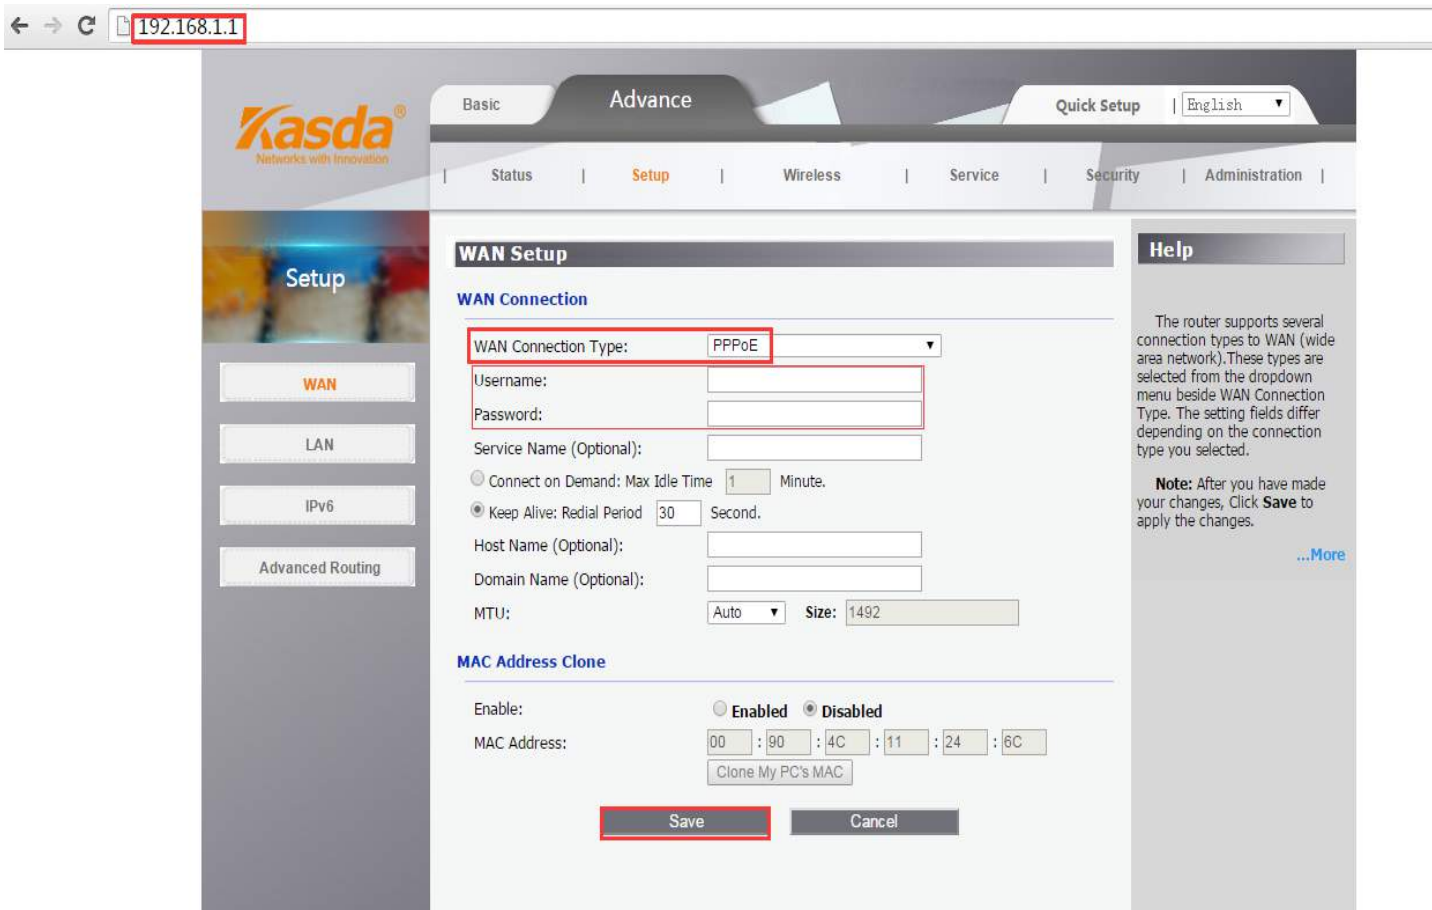 192.168.1.1
Basic
Advance
Quick Setup | English
Kasda®
Networks with Innovation
| Status | Setup | Wireless | Service | Security | Administration |
Setup
WAN
LAN
IPv6
Advanced Routing
WAN Setup
WAN Connection
WAN Connection Type: PPPoE
Username:
Password:
Service Name (Optional):
Connect on Demand: Max Idle Time 1 Minute.
Keep Alive: Redial Period 30 Second.
Host Name (Optional):
Domain Name (Optional):
MTU: Auto Size: 1492
MAC Address Clone
Enable: Enabled Disabled
MAC Address: 00 : 90 : 4C : 11 : 24 : 6C
Clone My PC's MAC
Save Cancel
Help
The router supports several
connection types to WAN (wide
area network).These types are
selected from the dropdown
menu beside WAN Connection
Type. The setting fields differ
depending on the connection
type you selected.
Note: After you have made
your changes, Click Save to
apply the changes.
...More